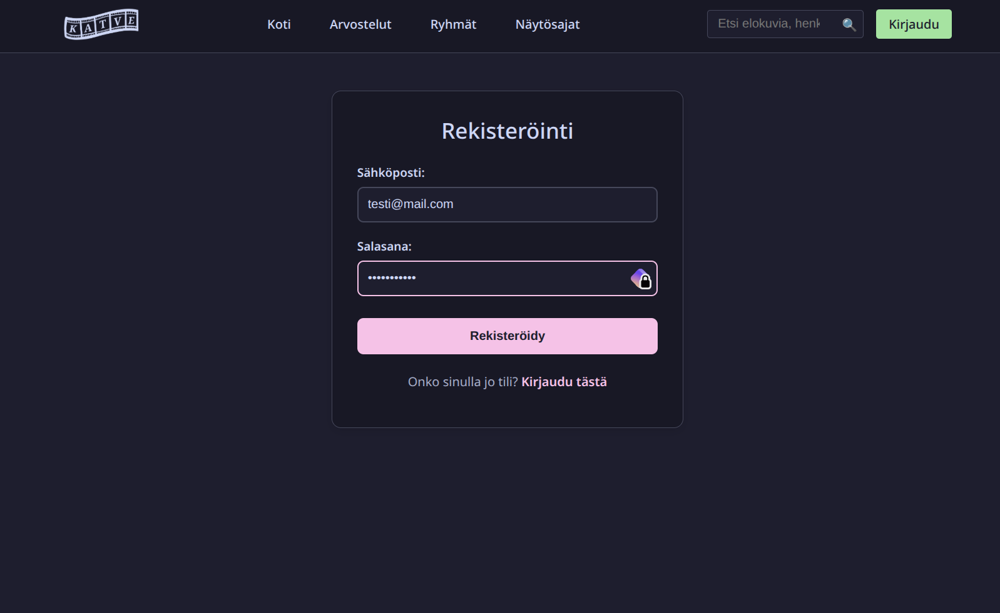 KATVE
Koti
Arvostelut
Ryhmät
Näytösajat
Etsi elokuvia, henk
Kirjaudu
Rekisteröinti
Sähköposti:
testi@mail.com
Salasana:
•••••••••••
Rekisteröidy
Onko sinulla jo tili? Kirjaudu tästä